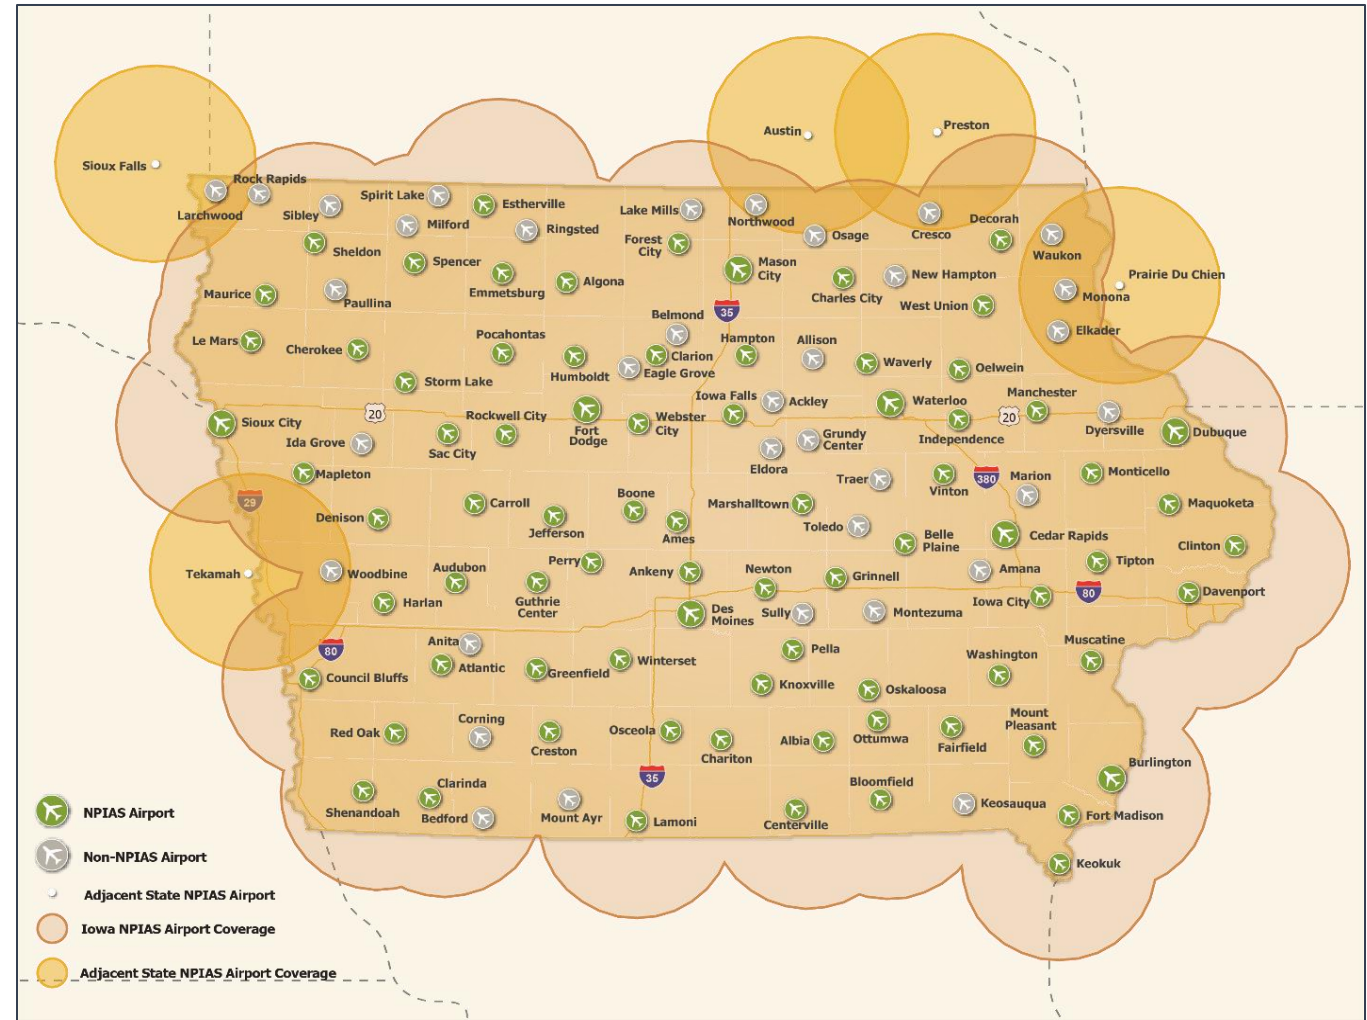 Austin
Preston
Sioux Falls
Rock Rapids
Larchwood
Sibley
Spirit Lake
Estherville
Milford
Ringsted
Lake Mills
Northwood
Osage
Cresco
Decorah
Waukon
Sheldon
Forest
City
Spencer
Emmetsburg
Algona
Mason
City
Charles City
New Hampton
West Union
Prairie Du Chien
Monona
Maurice
Paullina
35
Belmond
Elkader
Le Mars
Cherokee
Pocahontas
Humboldt
Clarion
Eagle Grove
Hampton
Allison
Waverly
Oelwein
Storm Lake
Manchester
20
Rockwell City
Fort
Dodge
Webster
City
Iowa Falls
Ackley
Waterloo
Independence
20
Dyersville
Dubuque
Sioux City
Ida Grove
Sac City
Grundy
Center
Eldora
Mapleton
Traer
Vinton
380
Marion
Monticello
29
Denison
Carroll
Jefferson
Boone
Ames
Marshalltown
Toledo
Belle
Plaine
Cedar Rapids
Maquoketa
Clinton
Tekamah
Woodbine
Audubon
Perry
Ankeny
Newton
Grinnell
Amana
Tipton
Harlan
Guthrie
Center
Des
Moines
Sully
Montezuma
Iowa City
80
Davenport
80
Anita
Atlantic
Council Bluffs
Greenfield
Winterset
Pella
Knoxville
Oskaloosa
Washington
Muscatine
Red Oak
Corning
Creston
Osceola
Chariton
Albia
Ottumwa
Fairfield
Mount
Pleasant
35
Burlington
Shenandoah
Clarinda
Bedford
Mount Ayr
Lamoni
Centerville
Bloomfield
Keosauqua
Fort Madison
Keokuk
NPIAS Airport
Non-NPIAS Airport
Adjacent State NPIAS Airport
Iowa NPIAS Airport Coverage
Adjacent State NPIAS Airport Coverage